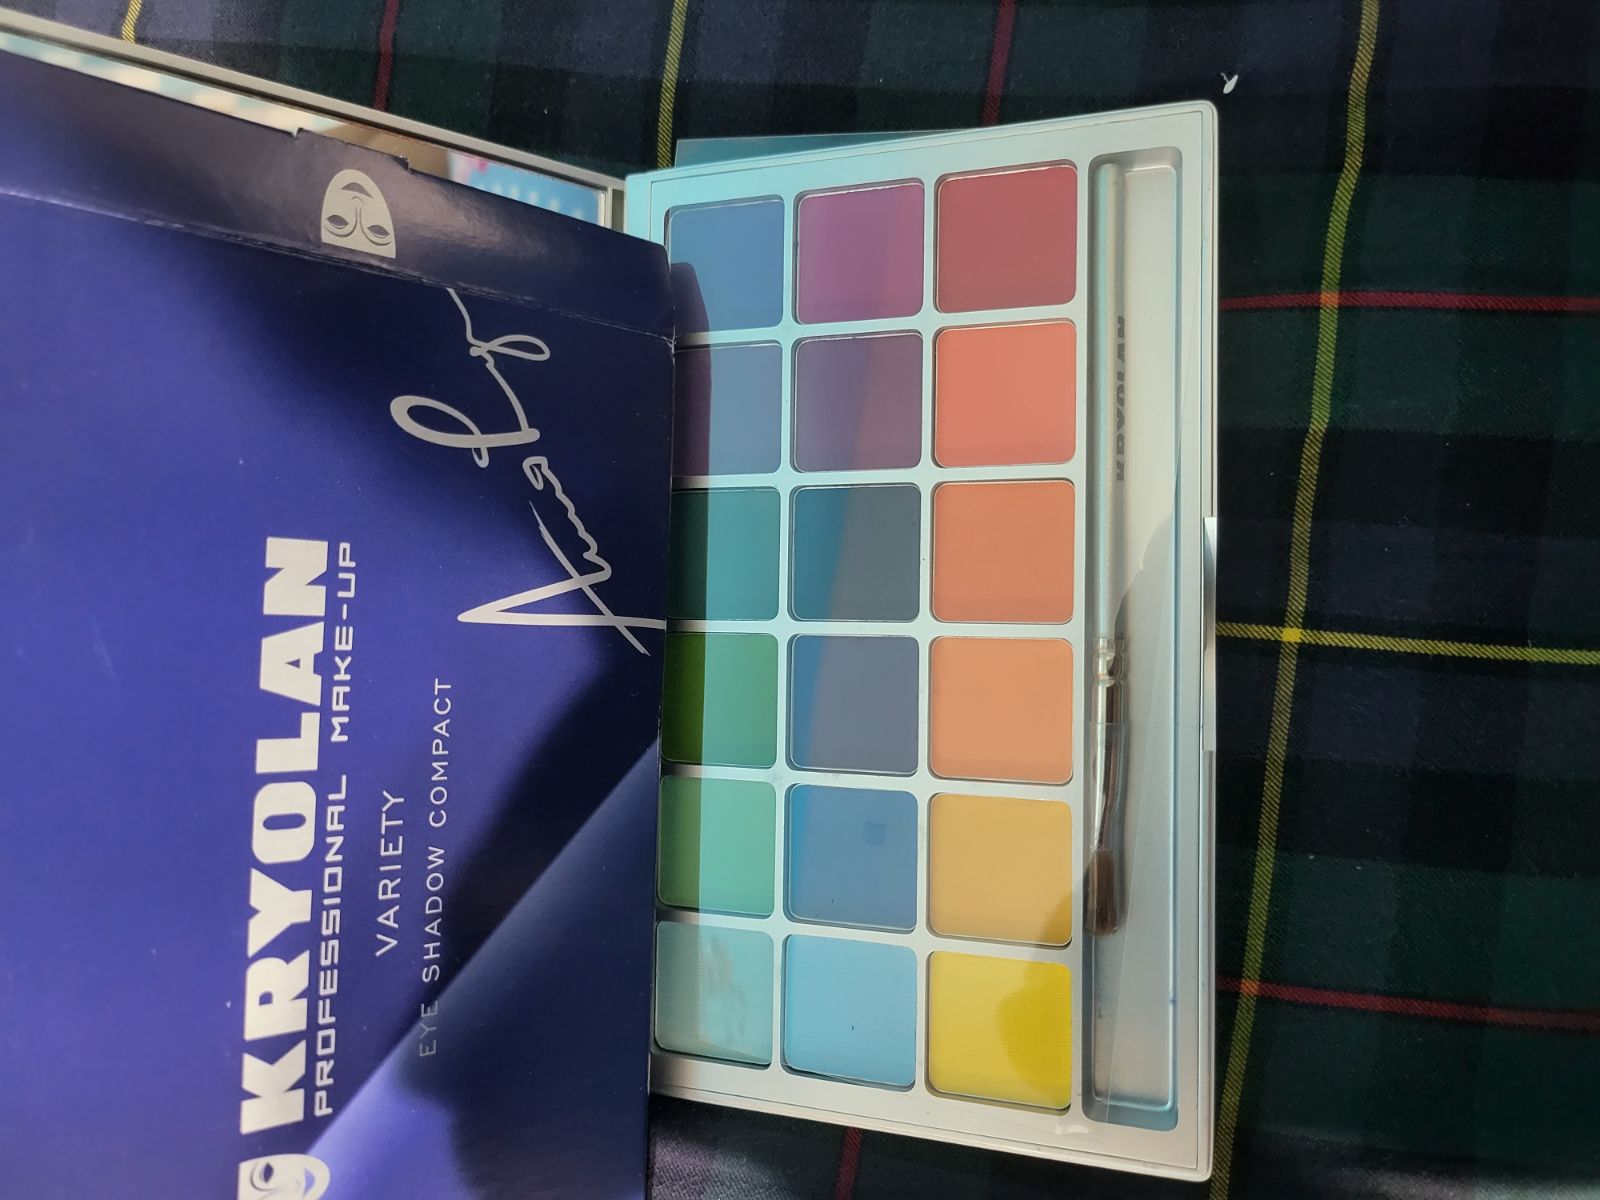 KRYOLAN
PROFESSIONAL MAKE-UP
VARIETY
EYE SHADOW COMPACT
KRYOLAN